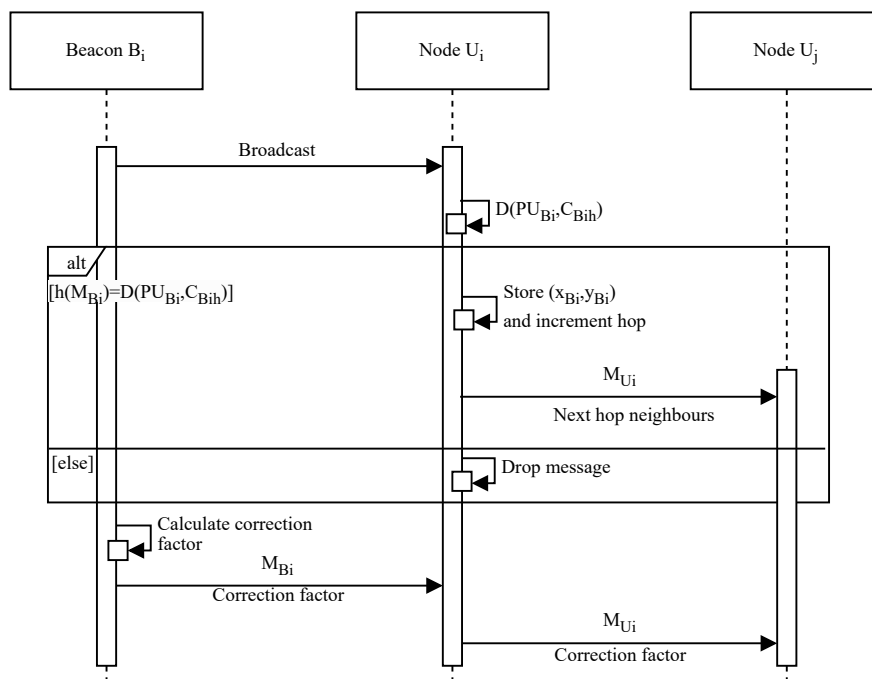 Beacon B_i
Node U_i
Node U_j
Broadcast
D(PU_Bi,C_Bih)
alt
[h(M_Bi)=D(PU_Bi,C_Bih)]
Store (x_Bi,y_Bi)
and increment hop
M_Ui
Next hop neighbours
[else]
Drop message
Calculate correction
factor
M_Bi
Correction factor
M_Ui
Correction factor